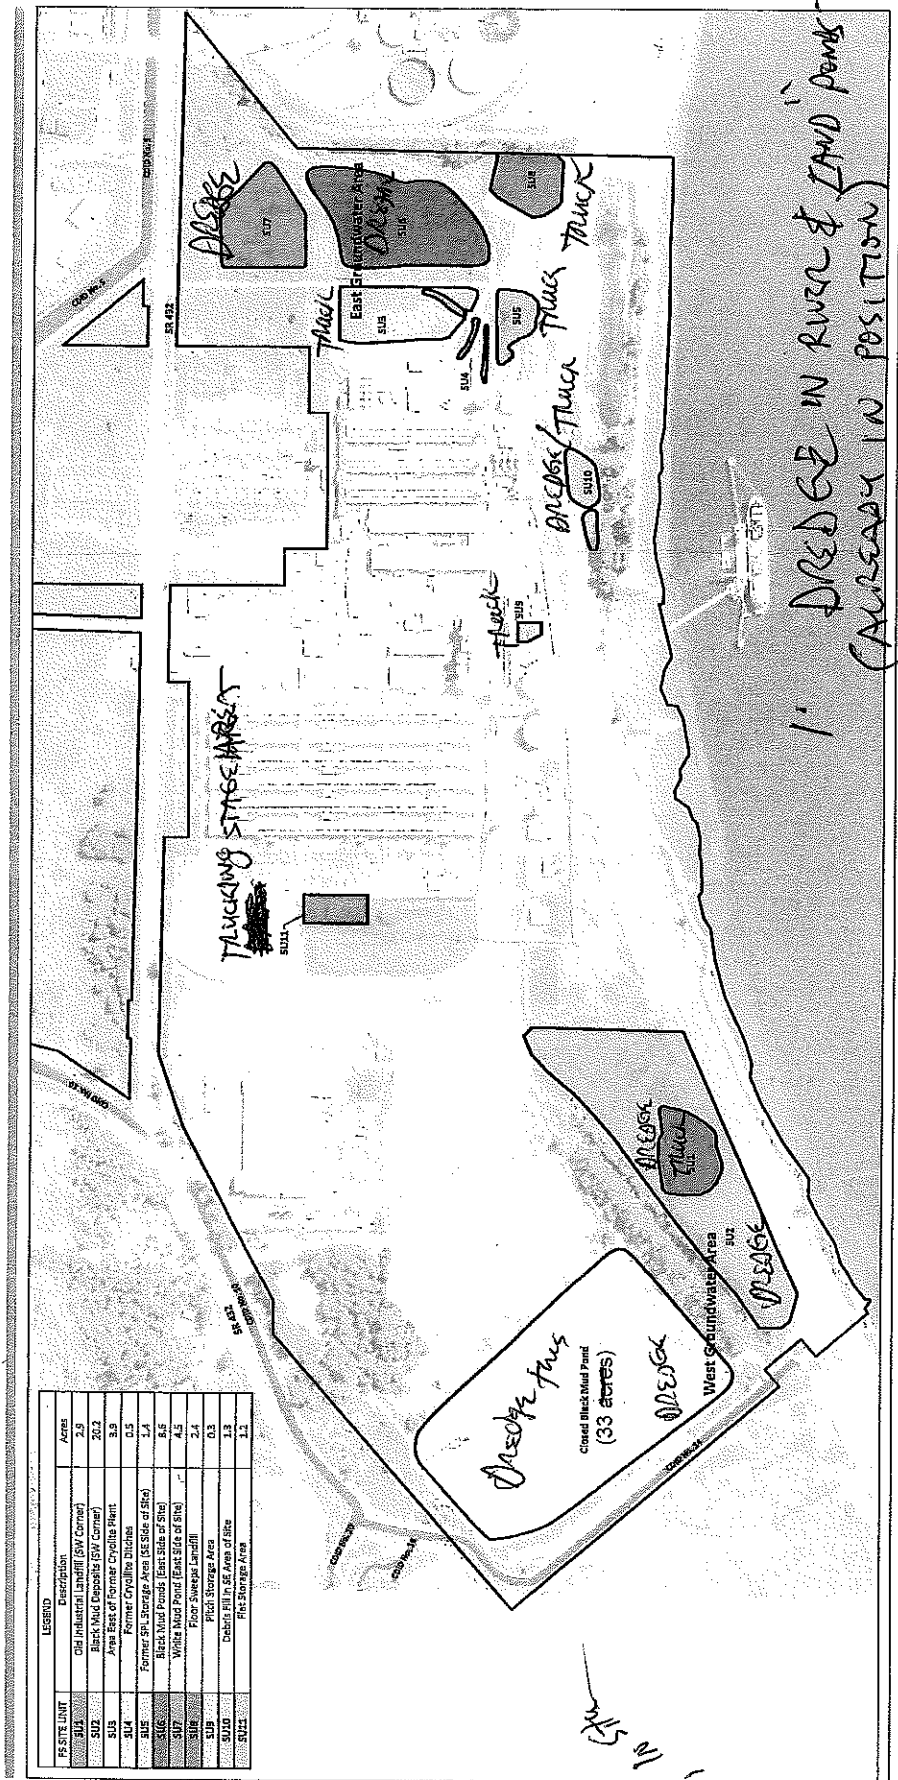 LEGEND
FS SITE UNIT Description Acres
SU1 Old Industrial Landfill (SW Corner) 2.9
SU2 Black Mud Deposits (SW Corner) 20.2
SU3 Area East of Former Cryolite Plant 3.9
SU4 Former Cryolite Ditches 0.5
SU5 Former SPL Storage Area (SE Side of Site) 1.4
SU6 Black Mud Ponds (East Side of Site) 8.6
SU7 White Mud Pond (East Side of Site) 4.5
SU8 Floor Sweeps Landfill 2.4
SU9 Pitch Storage Area 0.3
SU10 Debris Fill in SE Area of Site 1.3
SU11 Flat Storage Area 1.2
CDID No. 5
SR 432
DREDGE
SU7
East Groundwater Area
DREDGE
SU6
SU8
TRUCK
TRUCK
SU3
SU4
SU5
TRUCK
DREDGE/TRUCK
SU10
TRUCK
SU9
TRUCKING STAGE AREA
SU11
SR 432
DREDGE
TRUCK
SU2
DREDGE
West Groundwater Area
DREDGE THIS
Closed Black Mud Pond
(33 acres)
DREDGE
1" DREDGE IN RIVER & LAND
(ALREADY IN POSITION)
IN